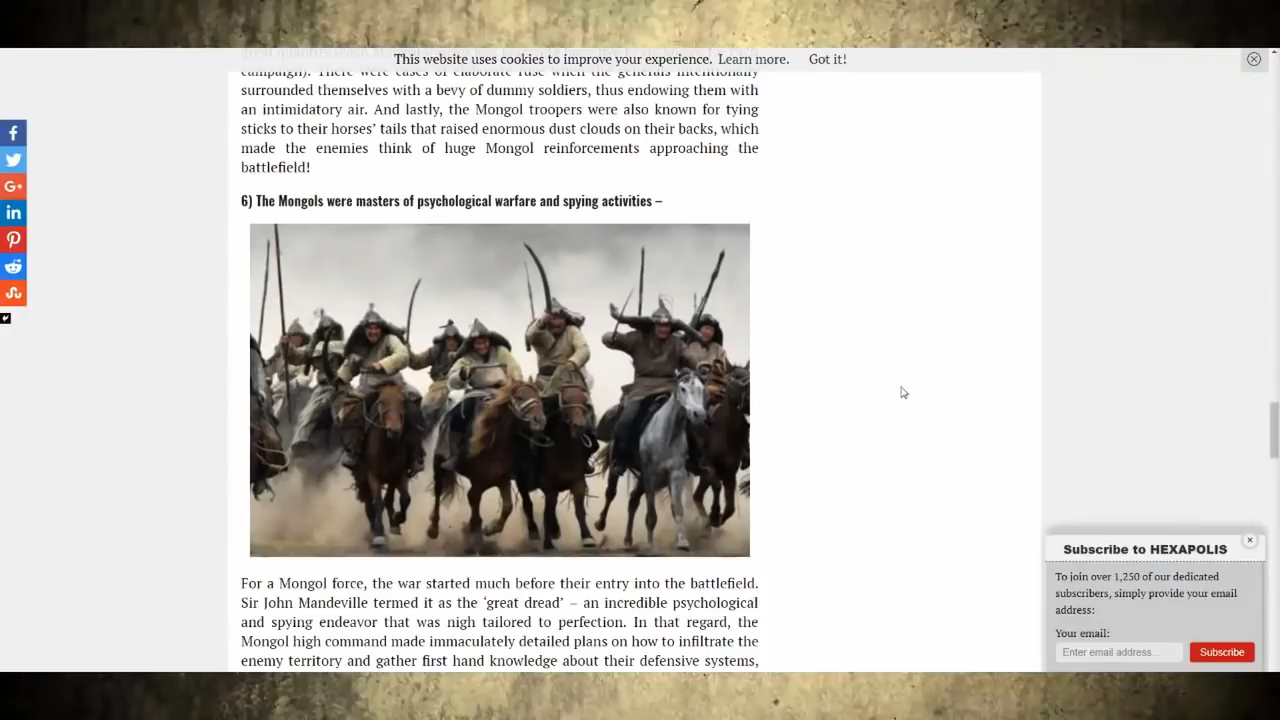 This website uses cookies to improve your experience. Learn more. Got it!
campaign). There were cases of elaborate ruse when the generals intentionally
surrounded themselves with a bevy of dummy soldiers, thus endowing them with
an intimidatory air. And lastly, the Mongol troopers were also known for tying
sticks to their horses’ tails that raised enormous dust clouds on their backs, which
made the enemies think of huge Mongol reinforcements approaching the
battlefield!
6) The Mongols were masters of psychological warfare and spying activities –
For a Mongol force, the war started much before their entry into the battlefield.
Sir John Mandeville termed it as the ‘great dread’ – an incredible psychological
and spying endeavor that was nigh tailored to perfection. In that regard, the
Mongol high command made immaculately detailed plans on how to infiltrate the
enemy territory and gather first hand knowledge about their defensive systems,
Subscribe to HEXAPOLIS
To join over 1,250 of our dedicated
subscribers, simply provide your email
address:
Your email:
Enter email address...
Subscribe